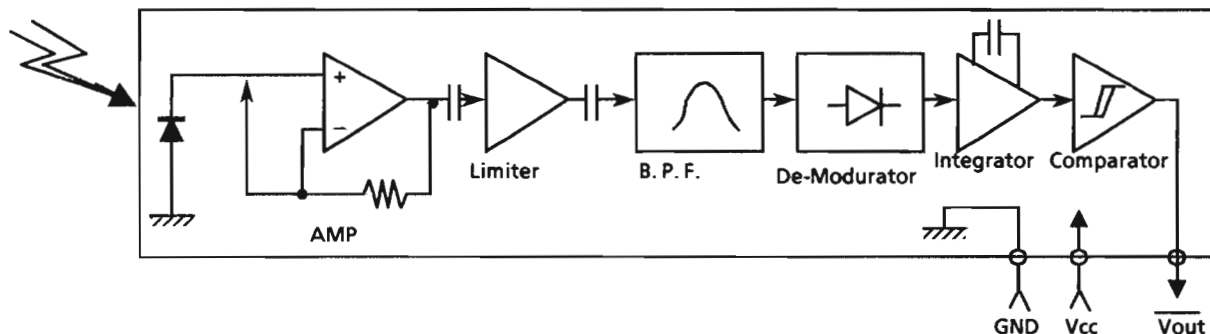 +
−
AMP
Limiter
B. P. F.
De-Modurator
Integrator
Comparator
GND
Vcc
Vout